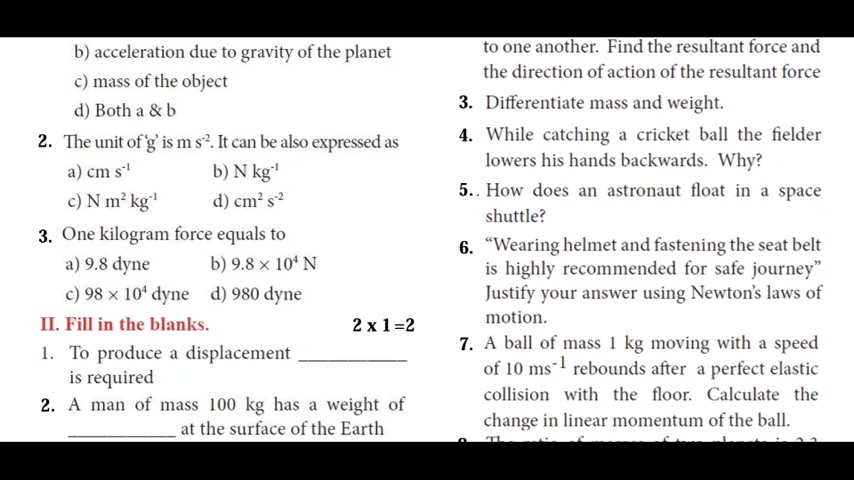 b) acceleration due to gravity of the planet
c) mass of the object
d) Both a & b
2. The unit of 'g' is m s⁻². It can be also expressed as
a) cm s⁻¹ b) N kg⁻¹
c) N m² kg⁻¹ d) cm² s⁻²
3. One kilogram force equals to
a) 9.8 dyne b) 9.8 × 10⁴ N
c) 98 × 10⁴ dyne d) 980 dyne
II. Fill in the blanks. 2 x 1 =2
1. To produce a displacement ___________
is required
2. A man of mass 100 kg has a weight of
___________ at the surface of the Earth
to one another. Find the resultant force and
the direction of action of the resultant force
3. Differentiate mass and weight.
4. While catching a cricket ball the fielder
lowers his hands backwards. Why?
5. . How does an astronaut float in a space
shuttle?
6. "Wearing helmet and fastening the seat belt
is highly recommended for safe journey"
Justify your answer using Newton's laws of
motion.
7. A ball of mass 1 kg moving with a speed
of 10 ms⁻¹ rebounds after a perfect elastic
collision with the floor. Calculate the
change in linear momentum of the ball.